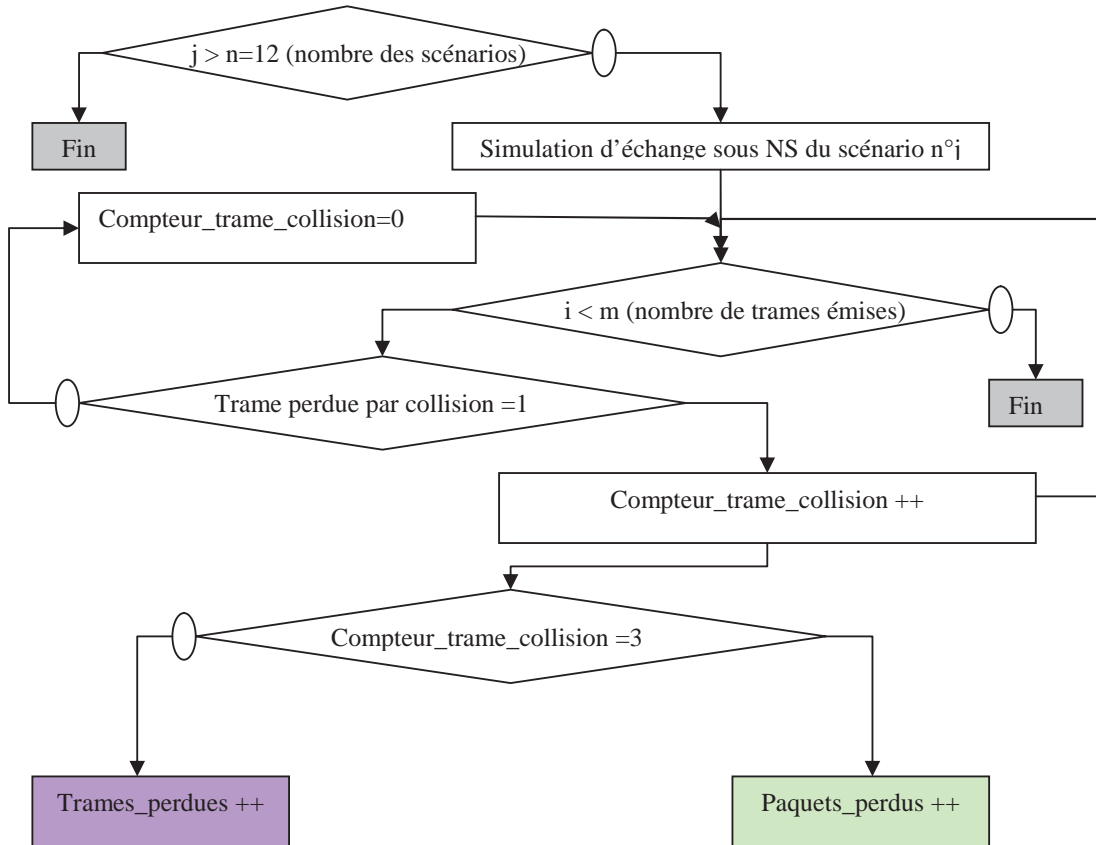 j > n=12 (nombre des scénarios)
Fin
Simulation d'échange sous NS du scénario n°j
Compteur_trame_collision=0
i < m (nombre de trames émises)
Trame perdue par collision =1
Fin
Compteur_trame_collision ++
Compteur_trame_collision =3
Trames_perdues ++
Paquets_perdus ++